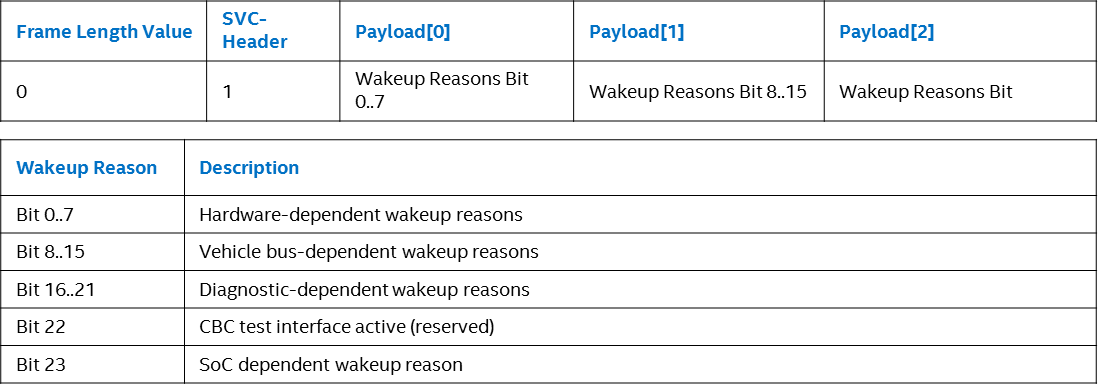 Frame Length Value
SVC-
Header
Payload[0]
Payload[1]
Payload[2]
0
1
Wakeup Reasons Bit
0..7
Wakeup Reasons Bit 8..15
Wakeup Reasons Bit
Wakeup Reason
Description
Bit 0..7
Hardware-dependent wakeup reasons
Bit 8..15
Vehicle bus-dependent wakeup reasons
Bit 16..21
Diagnostic-dependent wakeup reasons
Bit 22
CBC test interface active (reserved)
Bit 23
SoC dependent wakeup reason